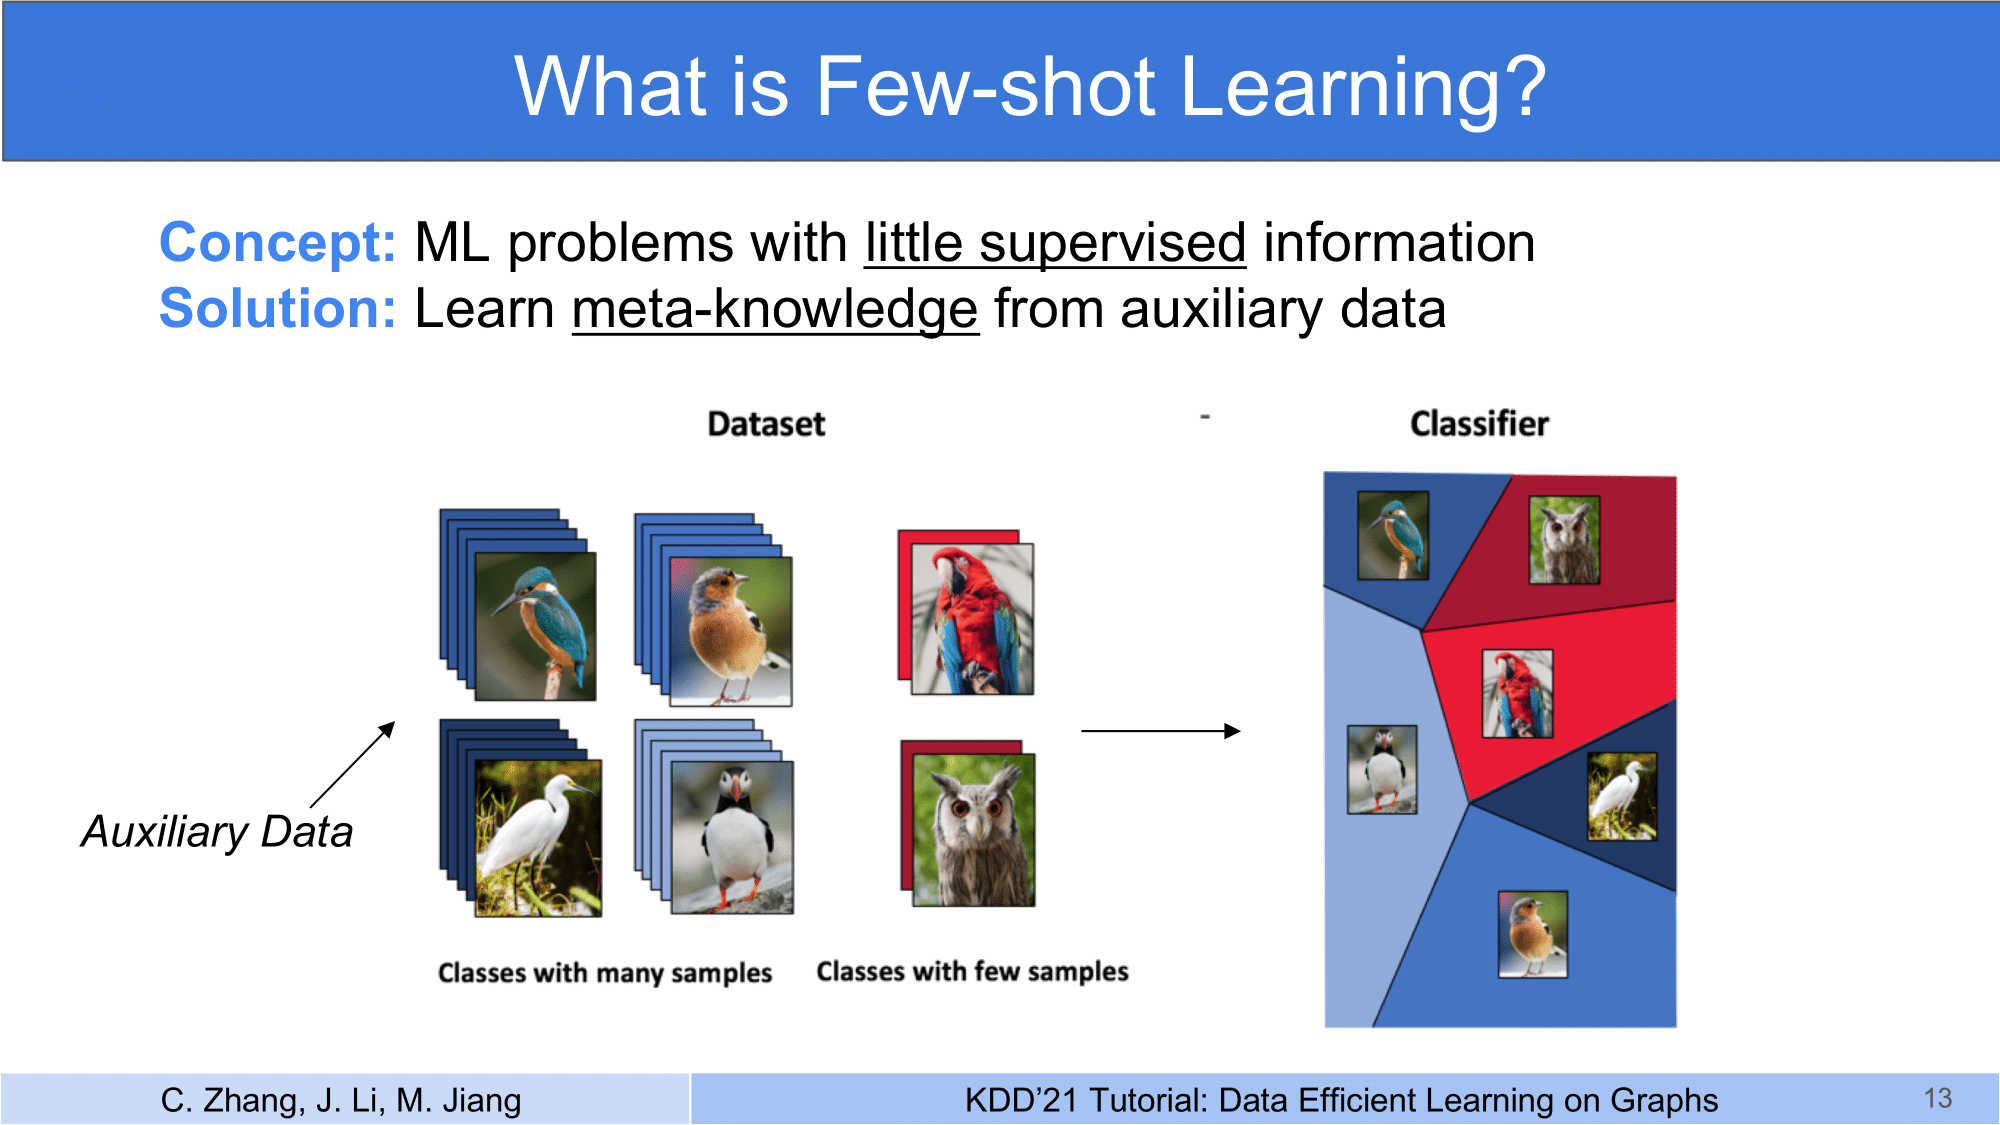 What is Few-shot Learning?
Concept: ML problems with little supervised information
Solution: Learn meta-knowledge from auxiliary data
Dataset
-
Classifier
Auxiliary Data
Classes with many samples
Classes with few samples
C. Zhang, J. Li, M. Jiang
KDD’21 Tutorial: Data Efficient Learning on Graphs
13